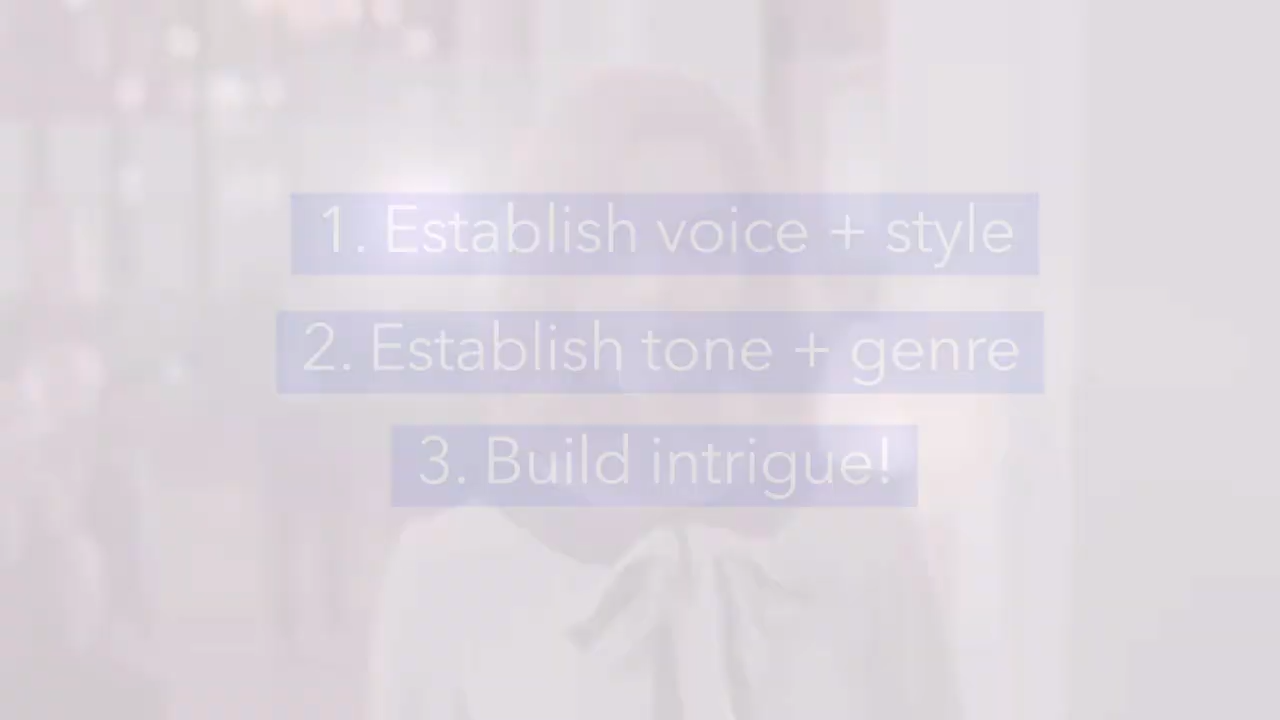 1. Establish voice + style
2. Establish tone + genre
3. Build intrigue!